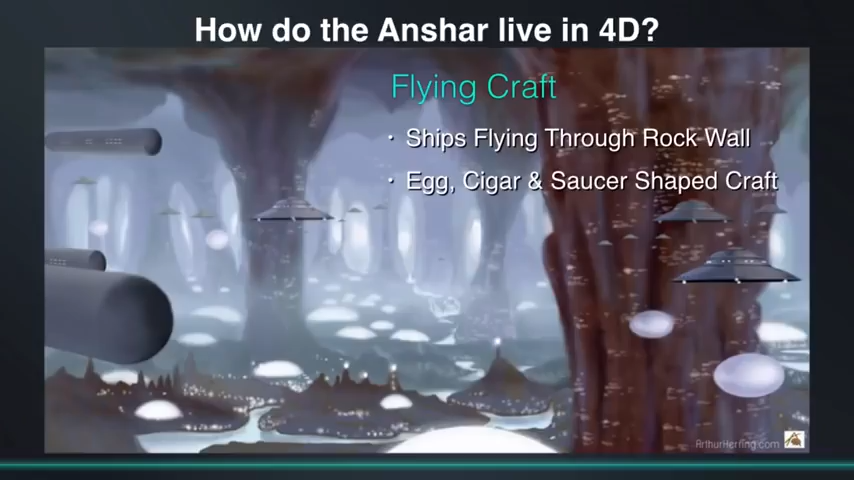 How do the Anshar live in 4D?
Flying Craft
· Ships Flying Through Rock Wall
· Egg, Cigar & Saucer Shaped Craft
ArthurHerring.com